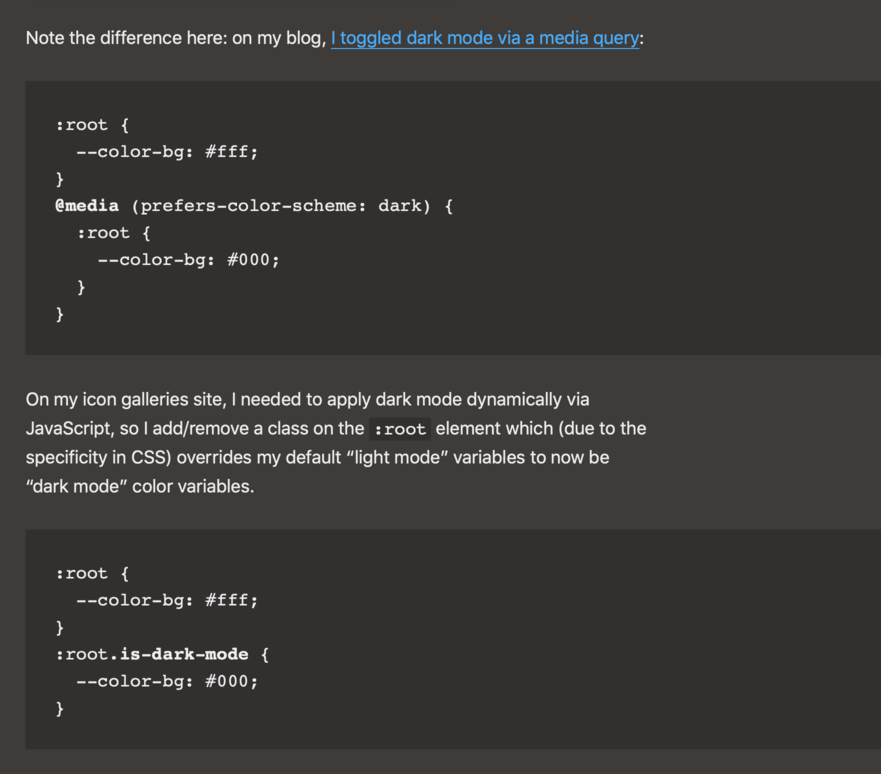 Note the difference here: on my blog, I toggled dark mode via a media query:
:root {
  --color-bg: #fff;
}
@media (prefers-color-scheme: dark) {
  :root {
    --color-bg: #000;
  }
}
On my icon galleries site, I needed to apply dark mode dynamically via
JavaScript, so I add/remove a class on the :root element which (due to the
specificity in CSS) overrides my default “light mode” variables to now be
“dark mode” color variables.
:root {
  --color-bg: #fff;
}
:root.is-dark-mode {
  --color-bg: #000;
}